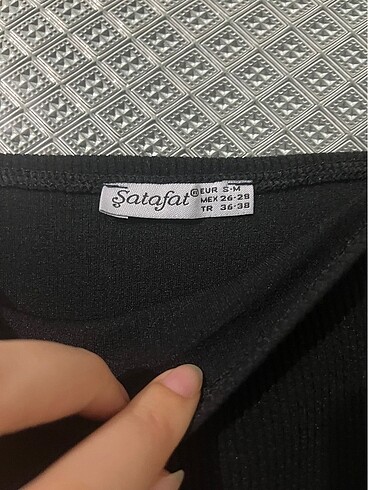 Şatafat® EUR S-M
MEX 26-28
TR 36-38